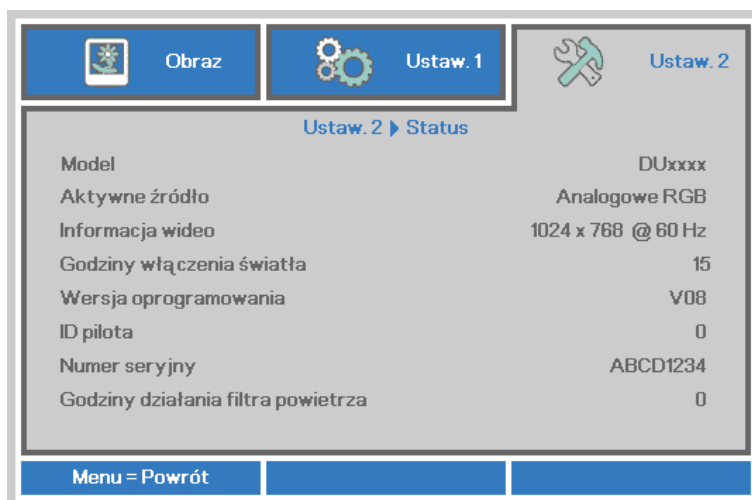 Obraz
Ustaw. 1
Ustaw. 2
Ustaw. 2 Status
Model DUxxxx
Aktywne źródło Analogowe RGB
Informacja wideo 1024 x 768 @ 60 Hz
Godziny włączenia światła 15
Wersja oprogramowania V08
ID pilota 0
Numer seryjny ABCD1234
Godziny działania filtra powietrza 0
Menu = Powrót